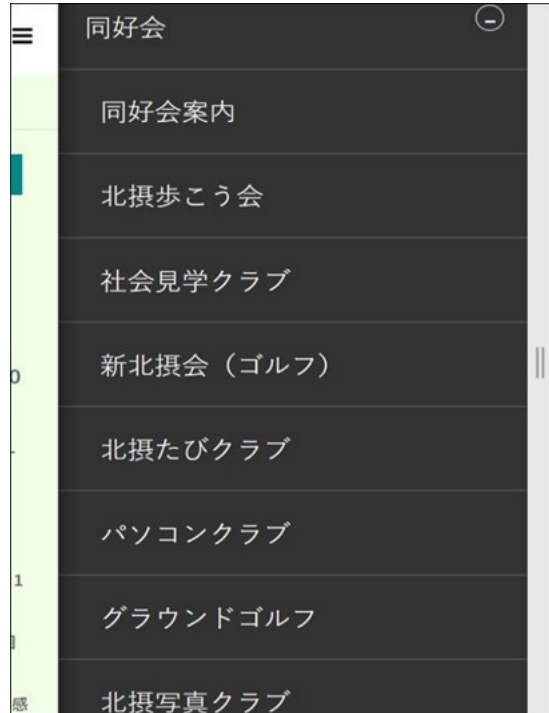 同好会
同好会案内
北摂歩こう会
社会見学クラブ
新北摂会（ゴルフ）
北摂たびクラブ
パソコンクラブ
グラウンドゴルフ
北摂写真クラブ
0
1
感